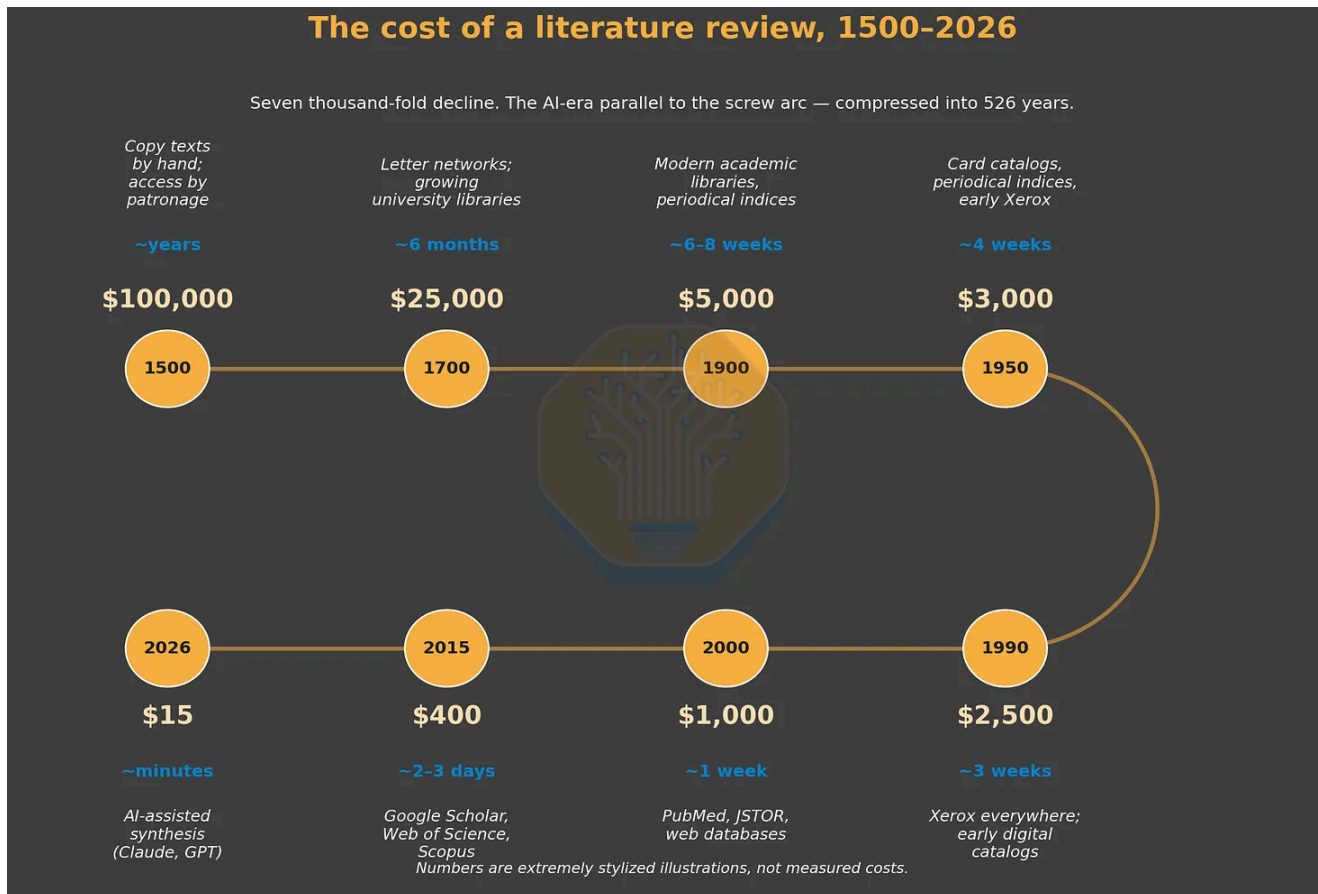 The cost of a literature review, 1500–2026
Seven thousand-fold decline. The AI-era parallel to the screw arc — compressed into 526 years.
Copy texts
by hand;
access by
patronage
~years
$100,000
1500
Letter networks;
growing
university libraries
~6 months
$25,000
1700
Modern academic
libraries,
periodical indices
~6–8 weeks
$5,000
1900
Card catalogs,
periodical indices,
early Xerox
~4 weeks
$3,000
1950
2026
$15
~minutes
AI-assisted
synthesis
(Claude, GPT)
2015
$400
~2–3 days
Google Scholar,
Web of Science,
Scopus
2000
$1,000
~1 week
PubMed, JSTOR,
web databases
1990
$2,500
~3 weeks
Xerox everywhere;
early digital
catalogs
Numbers are extremely stylized illustrations, not measured costs.